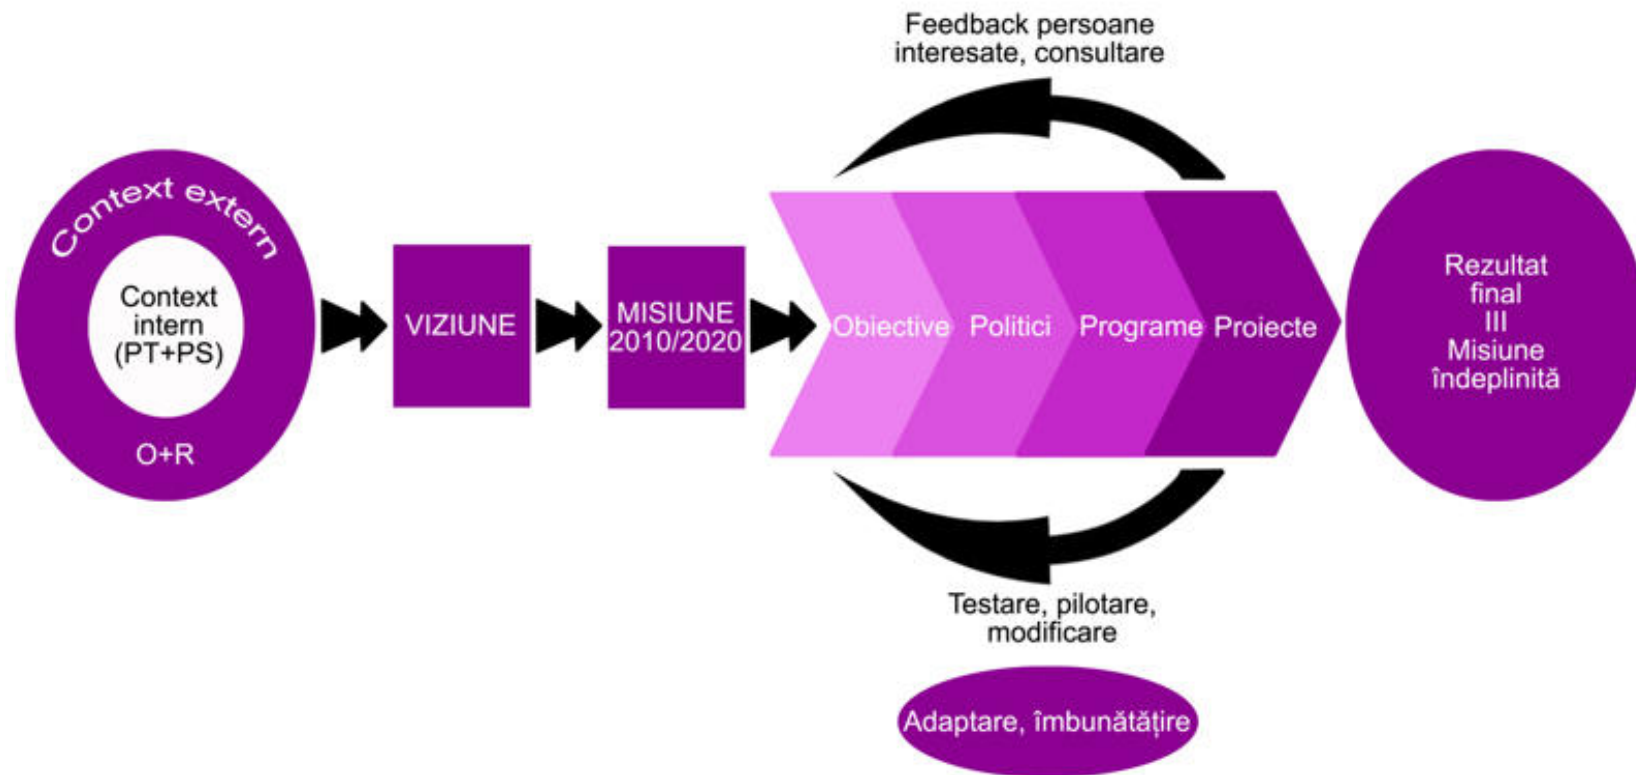 Feedback persoane
interesate, consultare
Context extern
Context
intern
(PT+PS)
O+R
VIZIUNE
MISIUNE
2010/2020
Obiective
Politici
Programe
Proiecte
Rezultat
final
III
Misiune
îndeplinită
Testare, pilotare,
modificare
Adaptare, îmbunătățire